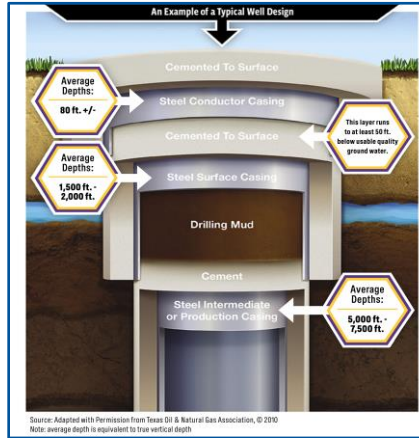 An Example of a Typical Well Design
Cemented To Surface
Average
Depths:
80 ft. +/-
Steel Conductor Casing
Cemented To Surface
This layer runs
to at least 50 ft.
below usable quality
ground water.
Average
Depths:
1,500 ft. -
2,000 ft.
Steel Surface Casing
Drilling Mud
Cement
Steel Intermediate
or Production Casing
Average
Depths:
5,000 ft. -
7,500 ft.
Source: Adapted with Permission from Texas Oil & Natural Gas Association, © 2010
Note: average depth is equivalent to true vertical depth